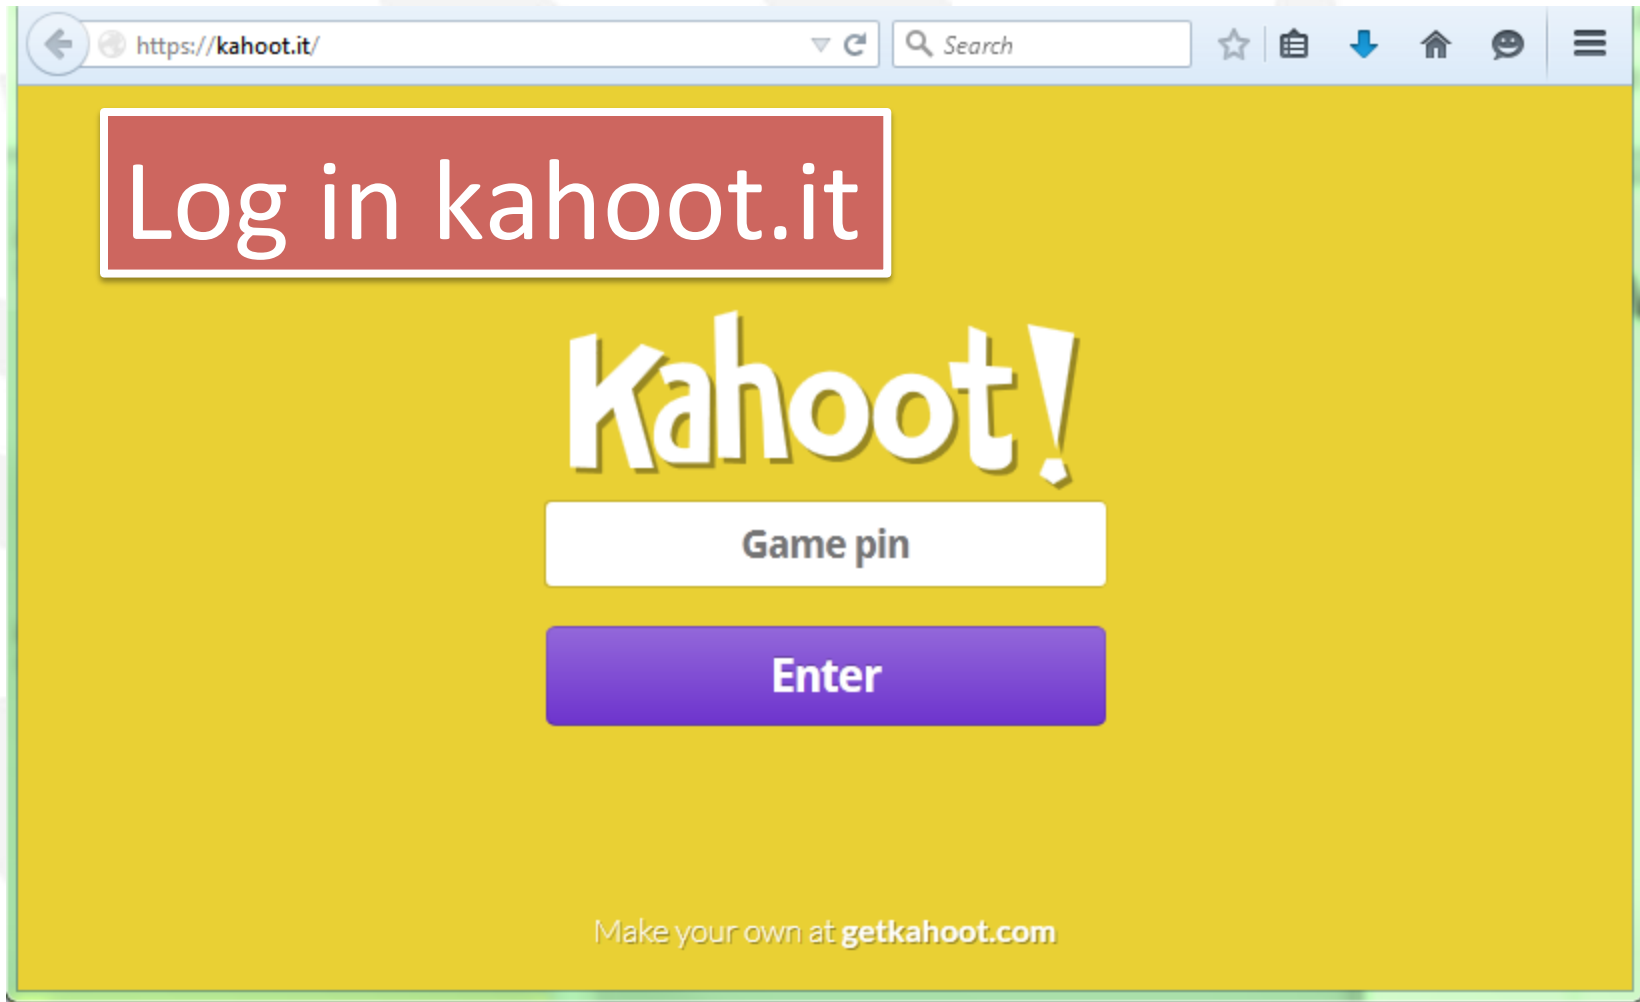 https://kahoot.it/
Search
Log in kahoot.it
Kahoot!
Game pin
Enter
Make your own at getkahoot.com